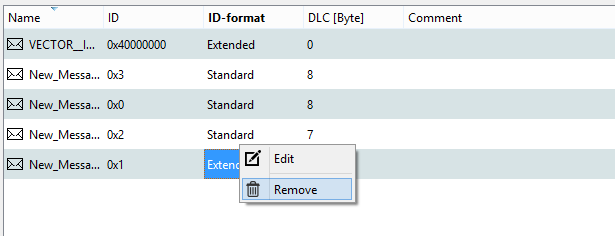 Name ID ID-format DLC [Byte] Comment
VECTOR__I... 0x40000000 Extended 0
New_Messa... 0x3 Standard 8
New_Messa... 0x0 Standard 8
New_Messa... 0x2 Standard 7
Edit
New_Messa... 0x1 Extend
Remove